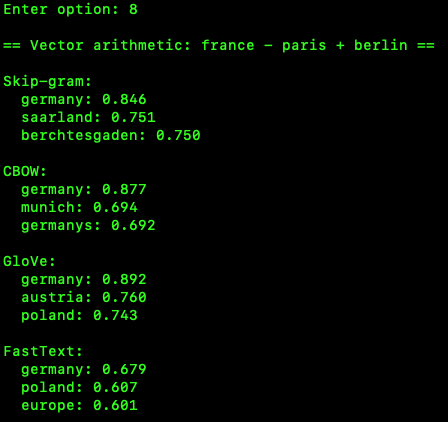 Enter option: 8
== Vector arithmetic: france - paris + berlin ==
Skip-gram:
germany: 0.846
saarland: 0.751
berchtesgaden: 0.750
CBOW:
germany: 0.877
munich: 0.694
germanys: 0.692
GloVe:
germany: 0.892
austria: 0.760
poland: 0.743
FastText:
germany: 0.679
poland: 0.607
europe: 0.601